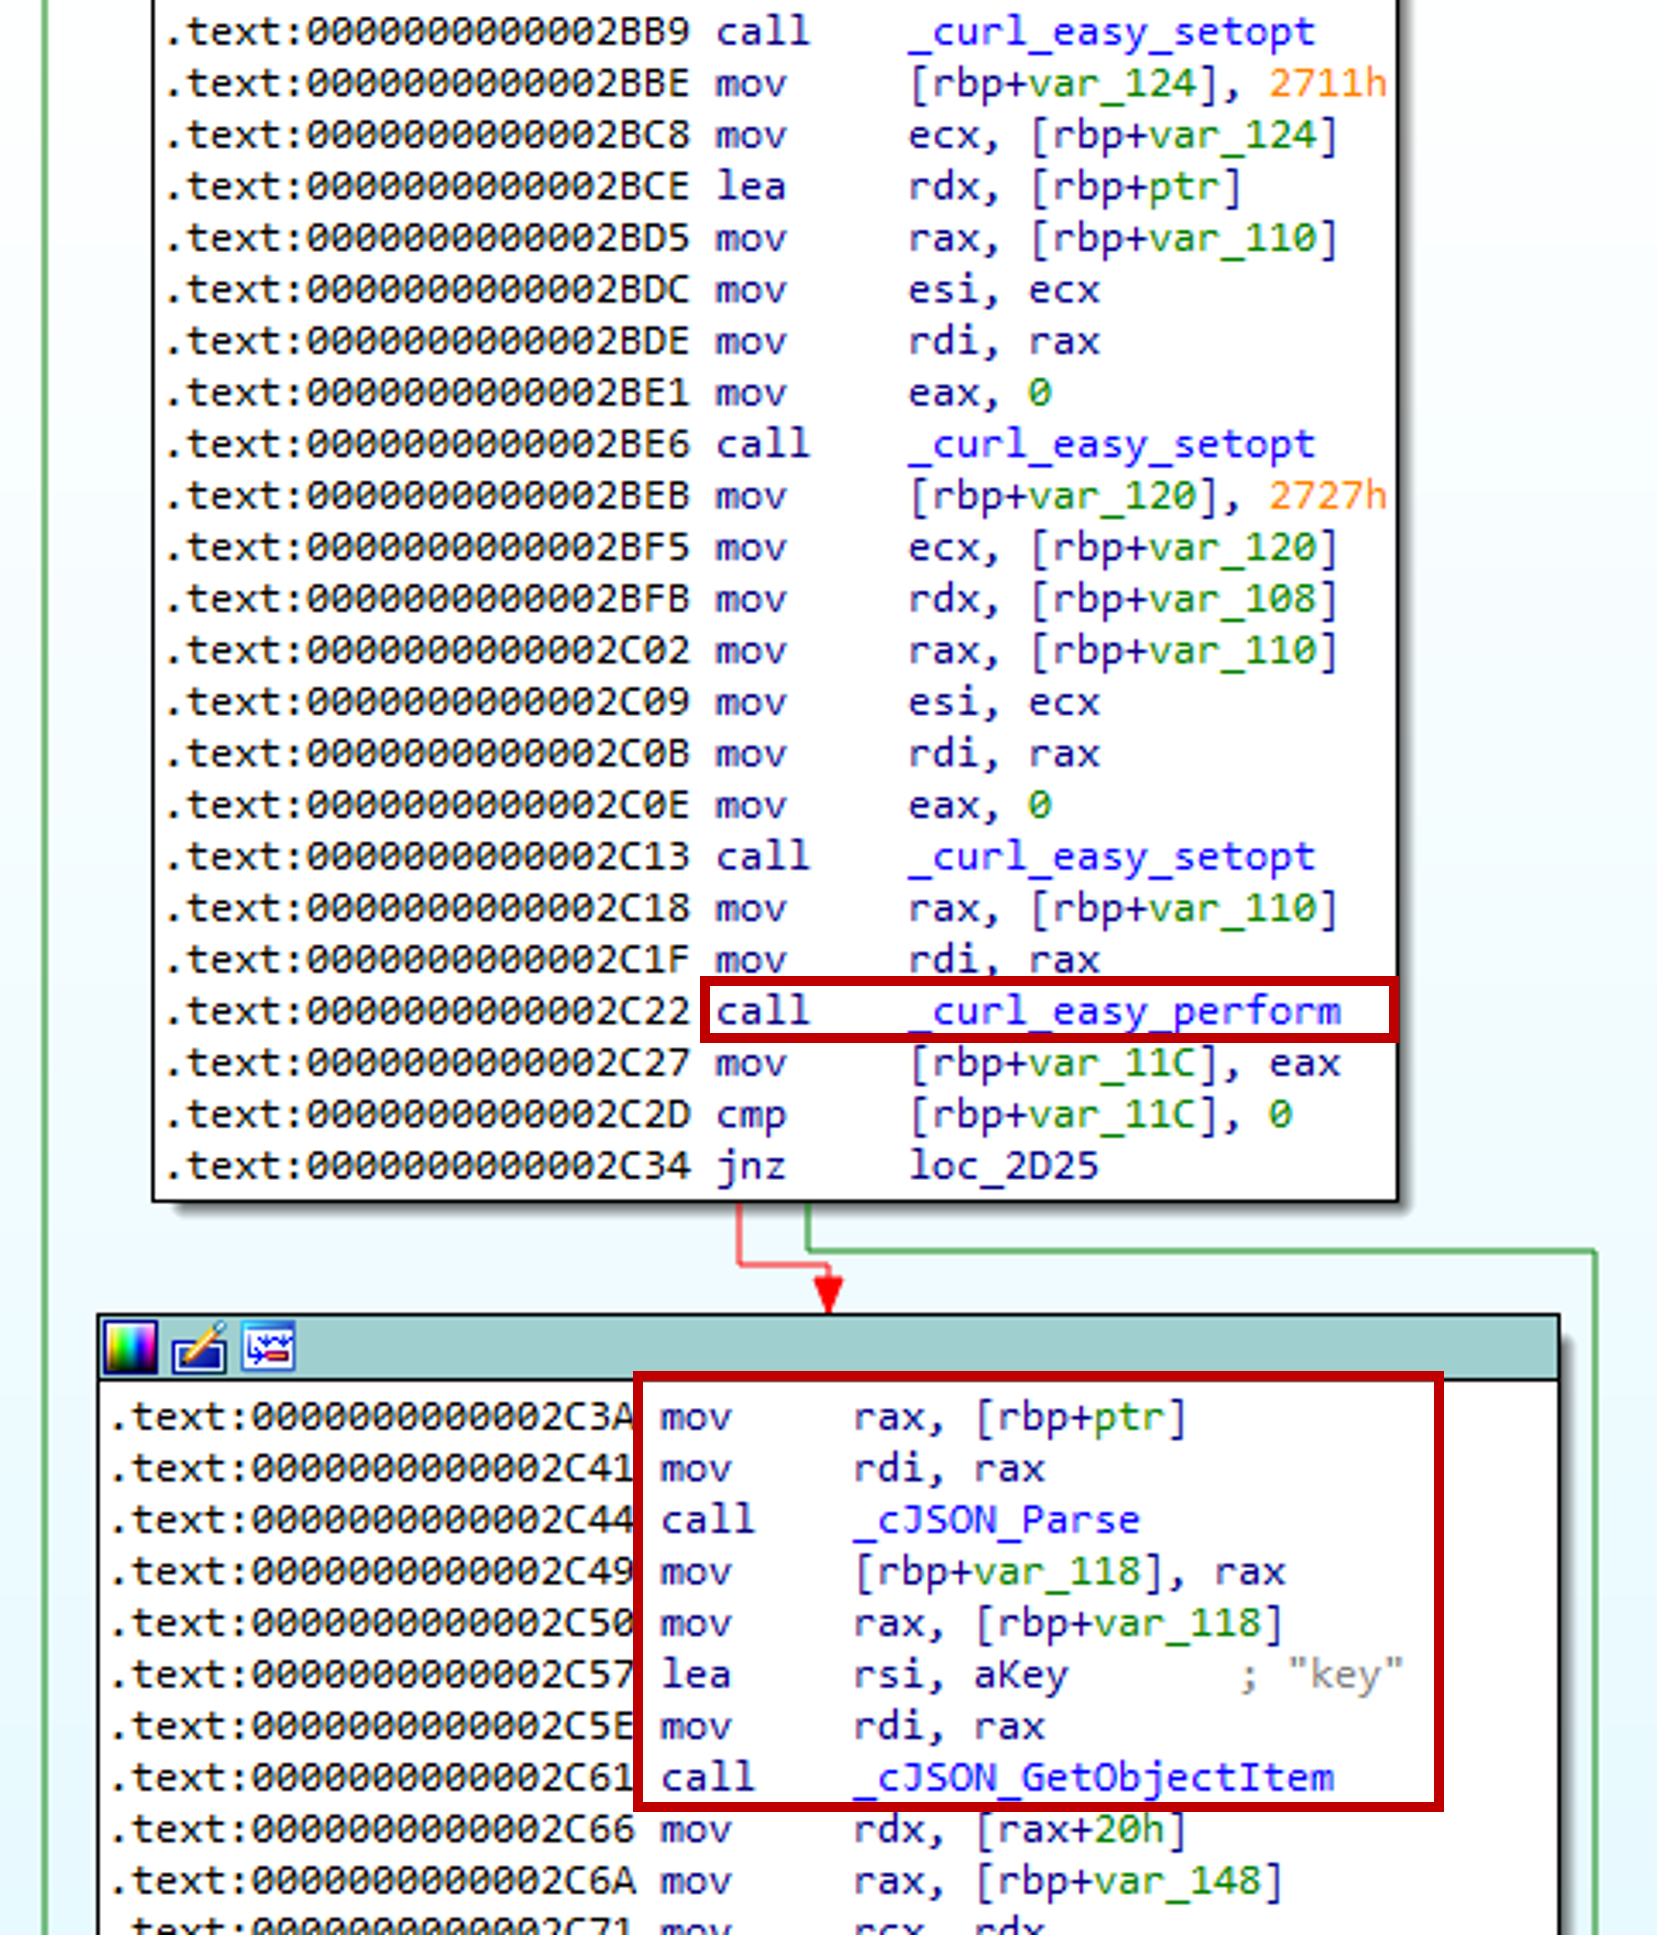 .text:0000000000002BB9 call _curl_easy_setopt
.text:0000000000002BBE mov [rbp+var_124], 2711h
.text:0000000000002BC8 mov ecx, [rbp+var_124]
.text:0000000000002BCE lea rdx, [rbp+ptr]
.text:0000000000002BD5 mov rax, [rbp+var_110]
.text:0000000000002BDC mov esi, ecx
.text:0000000000002BDE mov rdi, rax
.text:0000000000002BE1 mov eax, 0
.text:0000000000002BE6 call _curl_easy_setopt
.text:0000000000002BEB mov [rbp+var_120], 2727h
.text:0000000000002BF5 mov ecx, [rbp+var_120]
.text:0000000000002BFB mov rdx, [rbp+var_108]
.text:0000000000002C02 mov rax, [rbp+var_110]
.text:0000000000002C09 mov esi, ecx
.text:0000000000002C0B mov rdi, rax
.text:0000000000002C0E mov eax, 0
.text:0000000000002C13 call _curl_easy_setopt
.text:0000000000002C18 mov rax, [rbp+var_110]
.text:0000000000002C1F mov rdi, rax
.text:0000000000002C22 call _curl_easy_perform
.text:0000000000002C27 mov [rbp+var_11C], eax
.text:0000000000002C2D cmp [rbp+var_11C], 0
.text:0000000000002C34 jnz loc_2D25
.text:0000000000002C3A mov rax, [rbp+ptr]
.text:0000000000002C41 mov rdi, rax
.text:0000000000002C44 call _cJSON_Parse
.text:0000000000002C49 mov [rbp+var_118], rax
.text:0000000000002C50 mov rax, [rbp+var_118]
.text:0000000000002C57 lea rsi, aKey ; "key"
.text:0000000000002C5E mov rdi, rax
.text:0000000000002C61 call _cJSON_GetObjectItem
.text:0000000000002C66 mov rdx, [rax+20h]
.text:0000000000002C6A mov rax, [rbp+var_148]
.text:0000000000002C71 mov rcx, rdx